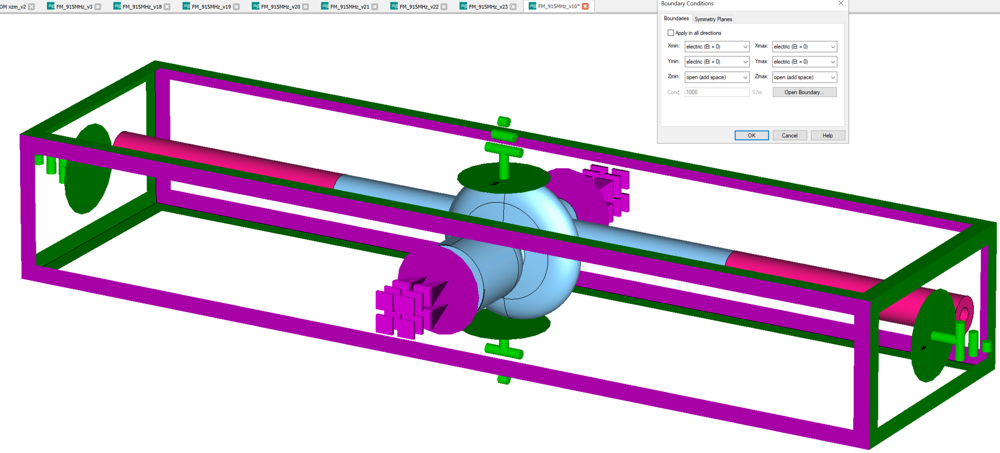 OM xzm_v2
FM_915MHz_v3
FM_915MHz_v18
FM_915MHz_v19
FM_915MHz_v20
FM_915MHz_v21
FM_915MHz_v22
FM_915MHz_v23
FM_915MHz_v10*
Boundary Conditions
Boundaries
Symmetry Planes
Apply in all directions
Xmin: electric (Et = 0) Xmax: electric (Et = 0)
Ymin: electric (Et = 0) Ymax: electric (Et = 0)
Zmin: open (add space) Zmax: open (add space)
Cond.: 1000 S/m Open Boundary...
OK Cancel Help
E
E